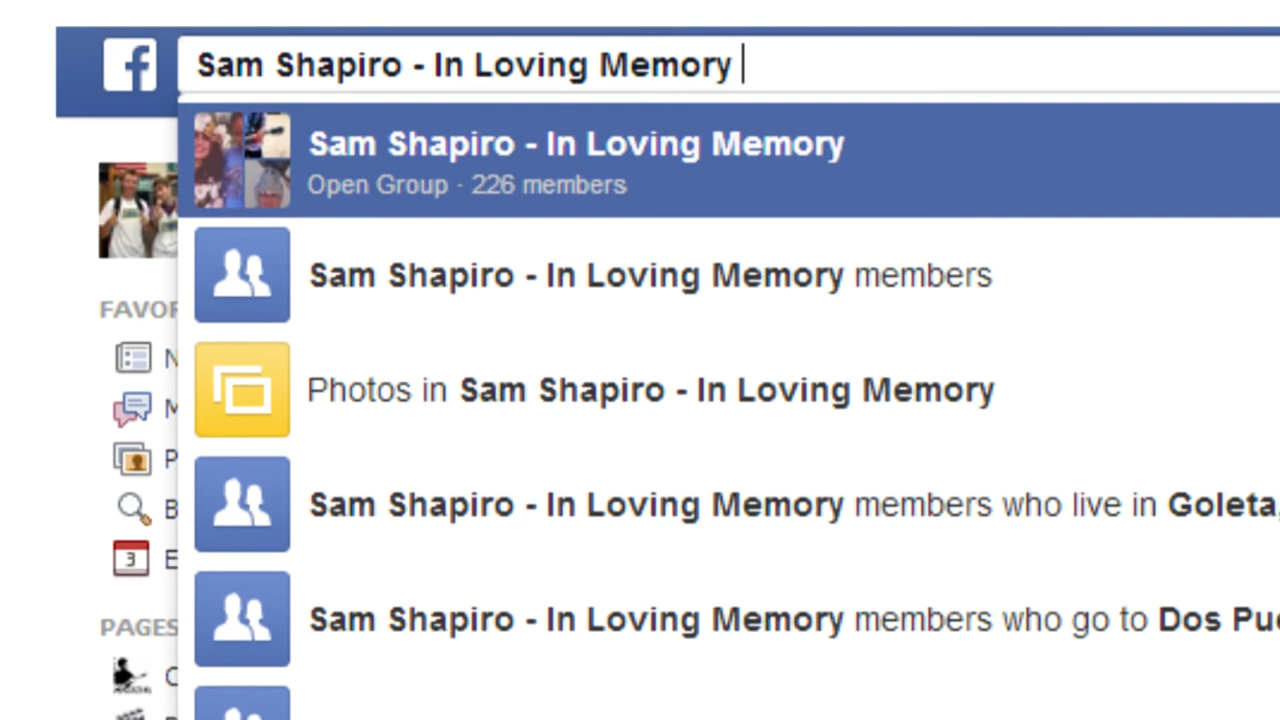 Sam Shapiro - In Loving Memory
Sam Shapiro - In Loving Memory
Open Group · 226 members
Sam Shapiro - In Loving Memory members
Photos in Sam Shapiro - In Loving Memory
Sam Shapiro - In Loving Memory members who live in Goleta,
Sam Shapiro - In Loving Memory members who go to Dos
FAVOR
N
M
P
B
3
E
PAGES